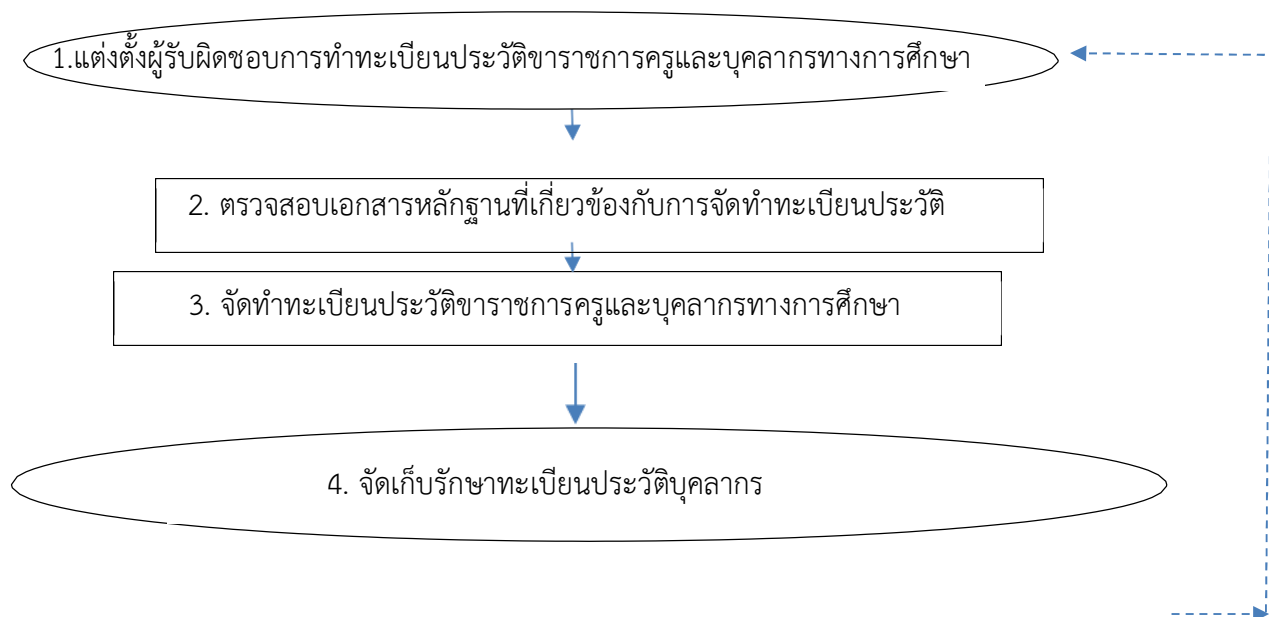 1.แต่งตั้งผู้รับผิดชอบการทำทะเบียนประวัติขาราชการครูและบุคลากรทางการศึกษา
2. ตรวจสอบเอกสารหลักฐานที่เกี่ยวข้องกับการจัดทำทะเบียนประวัติ
3. จัดทำทะเบียนประวัติขาราชการครูและบุคลากรทางการศึกษา
4. จัดเก็บรักษาทะเบียนประวัติบุคลากร